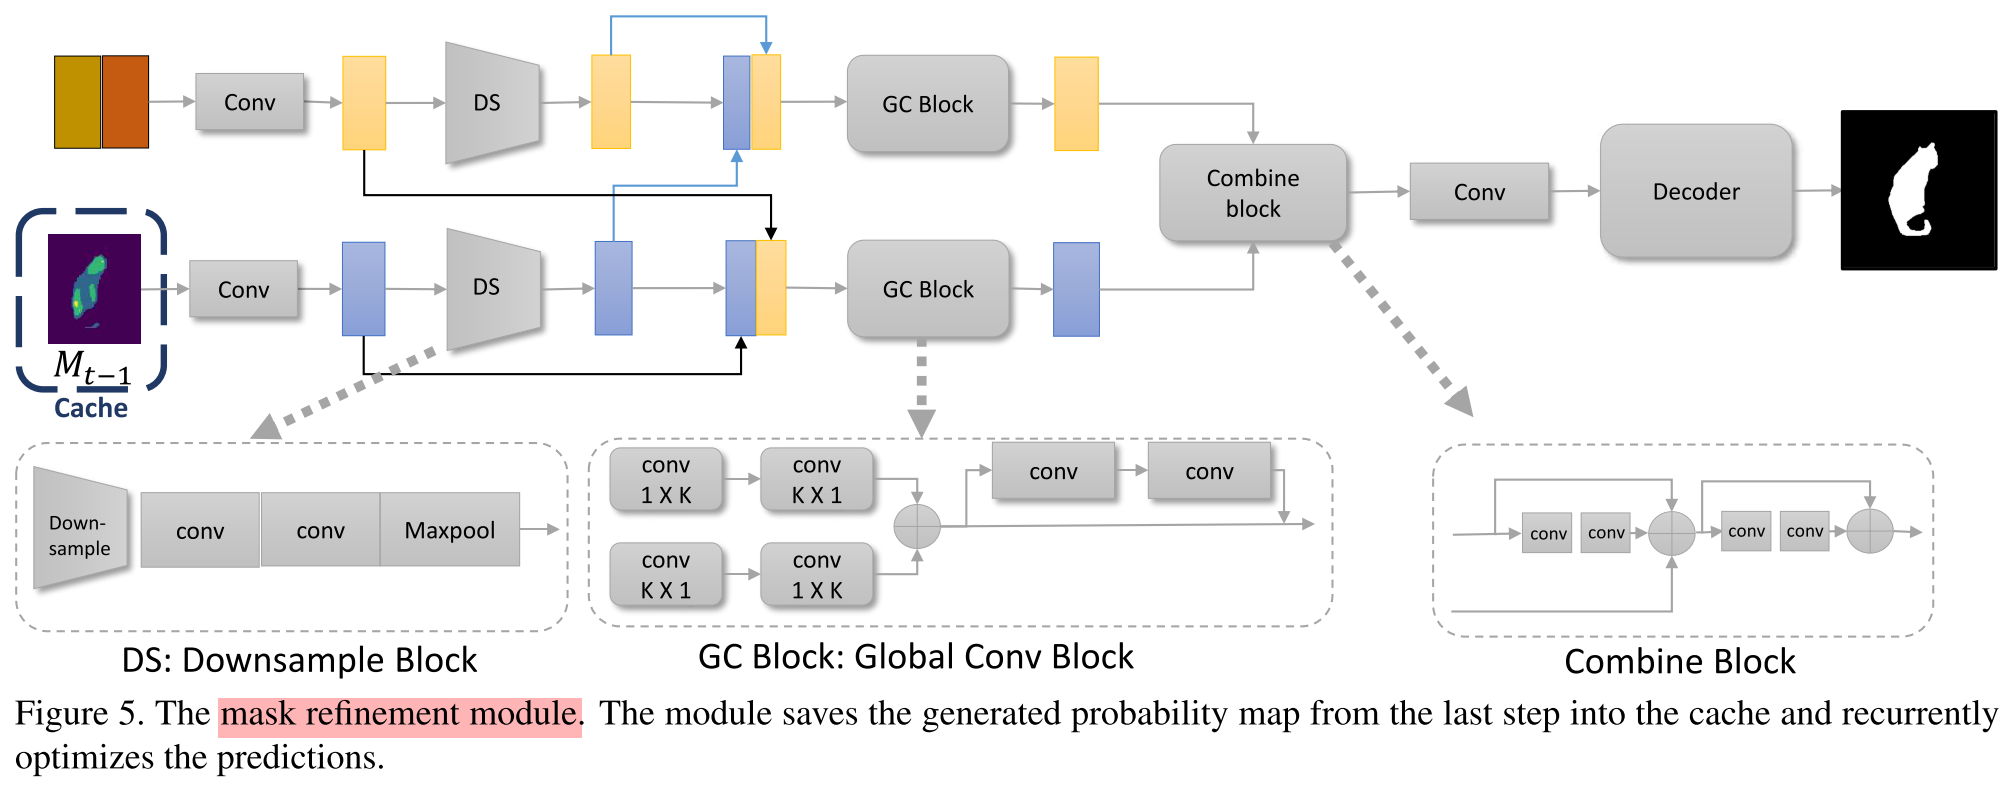 Conv
DS
GC Block
Combine
block
Conv
Decoder
Conv
DS
GC Block
M_{t−1}
Cache
Down-
sample
conv
conv
Maxpool
DS: Downsample Block
conv
1 X K
conv
K X 1
conv
K X 1
conv
1 X K
conv
conv
GC Block: Global Conv Block
conv
conv
conv
conv
Combine Block
Figure 5. The mask refinement module. The module saves the generated probability map from the last step into the cache and recurrently
optimizes the predictions.